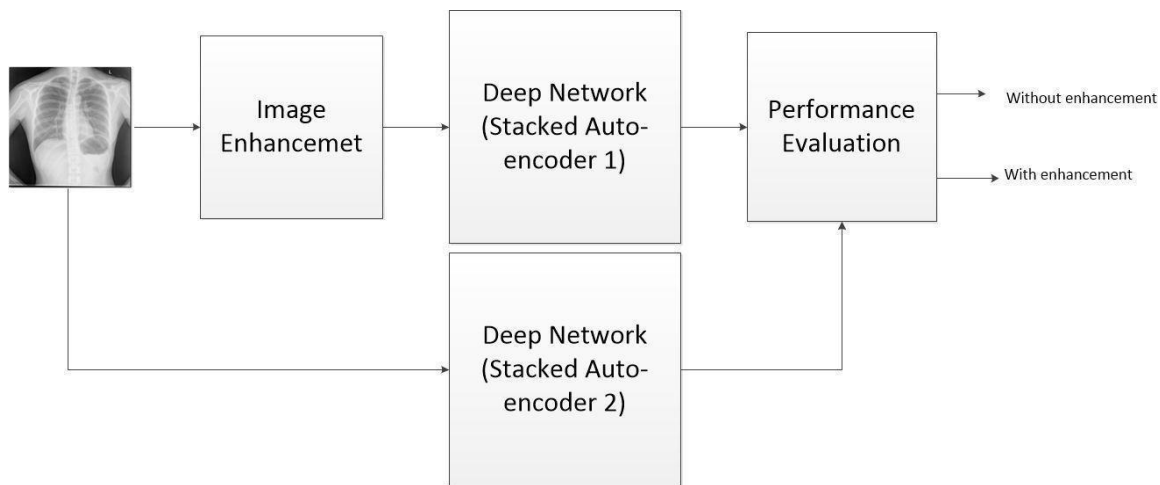 Image
Enhancemet
Deep Network
(Stacked Auto-
encoder 1)
Performance
Evaluation
Without enhancement
With enhancement
Deep Network
(Stacked Auto-
encoder 2)